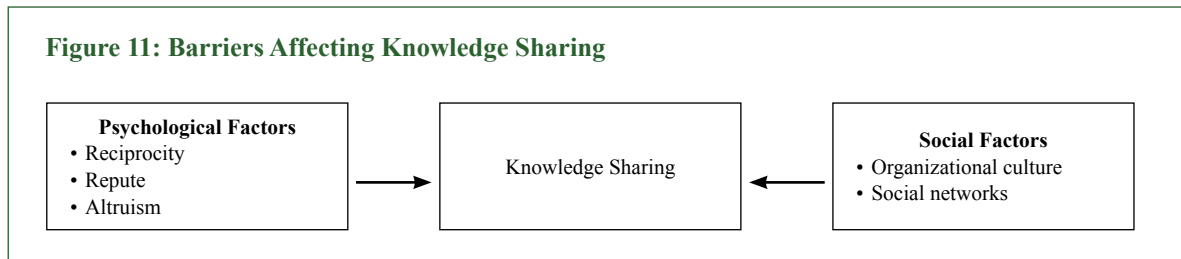 Figure 11: Barriers Affecting Knowledge Sharing
Psychological Factors
• Reciprocity
• Repute
• Altruism
Knowledge Sharing
Social Factors
• Organizational culture
• Social networks